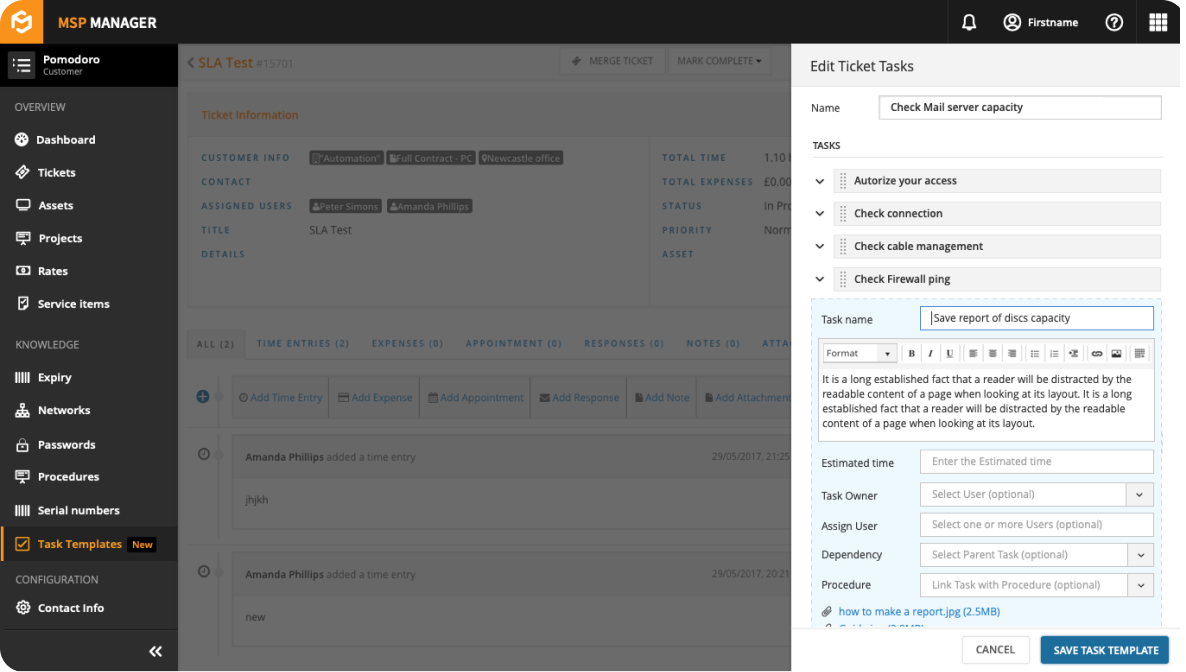 MSP MANAGER
Firstname
Pomodoro
Customer
OVERVIEW
Dashboard
Tickets
Assets
Projects
Rates
Service items
KNOWLEDGE
Expiry
Networks
Passwords
Procedures
Serial numbers
Task Templates New
CONFIGURATION
Contact Info
SLA Test #15701
MERGE TICKET
MARK COMPLETE
Ticket Information
CUSTOMER INFO "Automation" Full Contract - PC Newcastle office
CONTACT
ASSIGNED USERS Peter Simons Amanda Phillips
TITLE SLA Test
DETAILS
TOTAL TIME 1.10
TOTAL EXPENSES £0.00
STATUS In Pro
PRIORITY Norm
ASSET
ALL (2) TIME ENTRIES (2) EXPENSES (0) APPOINTMENT (0) RESPONSES (0) NOTES (0) ATTA
Add Time Entry Add Expense Add Appointment Add Response Add Note Add Attachment
Amanda Phillips added a time entry 29/05/2017, 21:25
jhjkh
Amanda Phillips added a time entry 29/05/2017, 20:21
new
Edit Ticket Tasks
Name Check Mail server capacity
TASKS
Autorize your access
Check connection
Check cable management
Check Firewall ping
Task name Save report of discs capacity
Format B I U
It is a long established fact that a reader will be distracted by the
readable content of a page when looking at its layout. It is a long
established fact that a reader will be distracted by the readable
content of a page when looking at its layout.
Estimated time Enter the Estimated time
Task Owner Select User (optional)
Assign User Select one or more Users (optional)
Dependency Select Parent Task (optional)
Procedure Link Task with Procedure (optional)
how to make a report.jpg (2.5MB)
CANCEL
SAVE TASK TEMPLATE